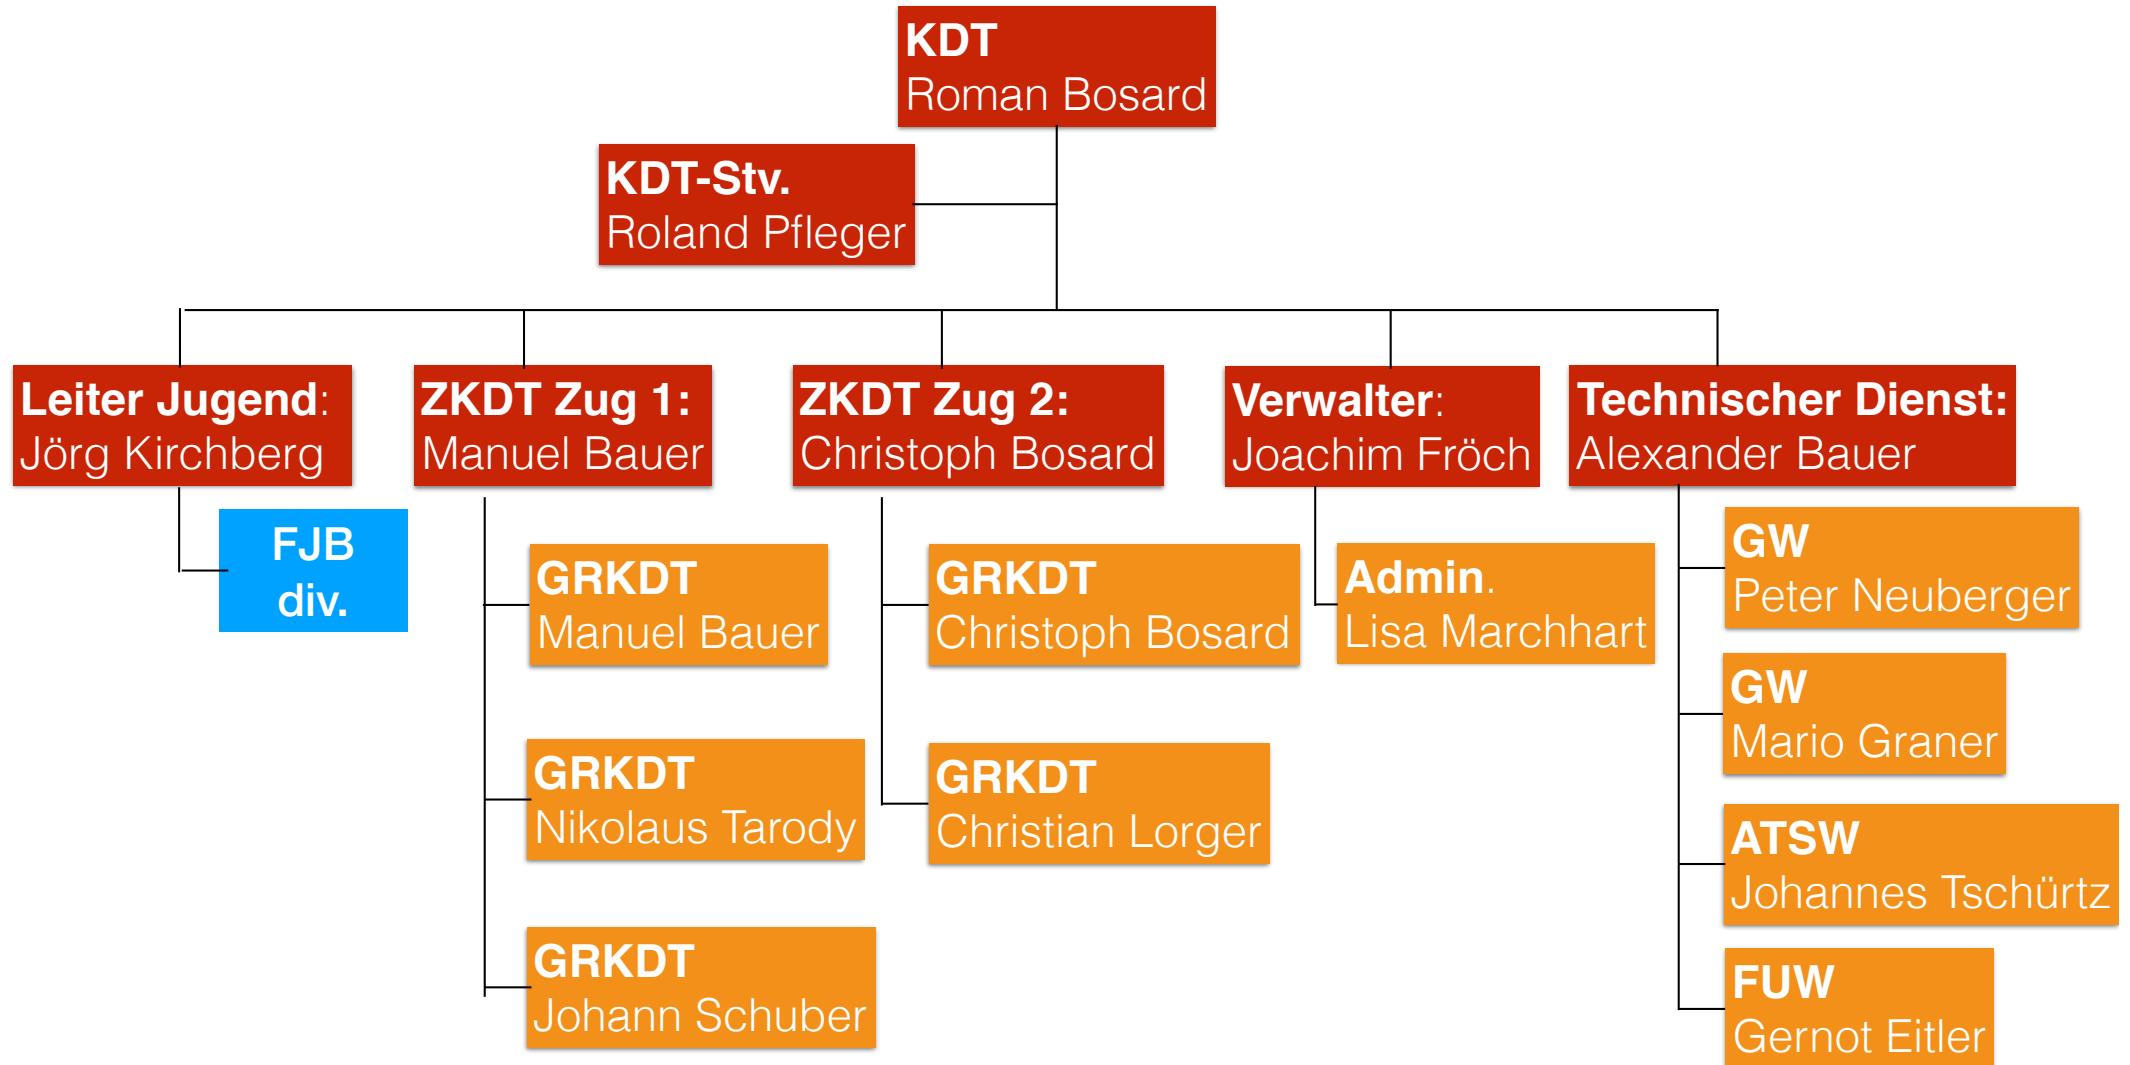 KDT
Roman Bosard
KDT-Stv.
Roland Pfleger
Leiter Jugend:
Jörg Kirchberg
FJB
div.
ZKDT Zug 1:
Manuel Bauer
GRKDT
Manuel Bauer
GRKDT
Nikolaus Tarody
GRKDT
Johann Schuber
ZKDT Zug 2:
Christoph Bosard
GRKDT
Christoph Bosard
GRKDT
Christian Lorger
Verwalter:
Joachim Fröch
Admin.
Lisa Marchhart
Technischer Dienst:
Alexander Bauer
GW
Peter Neuberger
GW
Mario Graner
ATSW
Johannes Tschürtz
FUW
Gernot Eitler